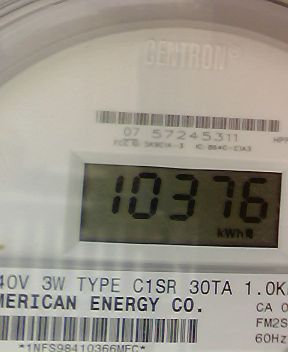 CENTRON®
07 57245311
10376
kWh
40V 3W TYPE C1SR 30TA 1.0K
MERICAN ENERGY CO.
CA 0
FM2S
60Hz
*1NFS98410366MFC*